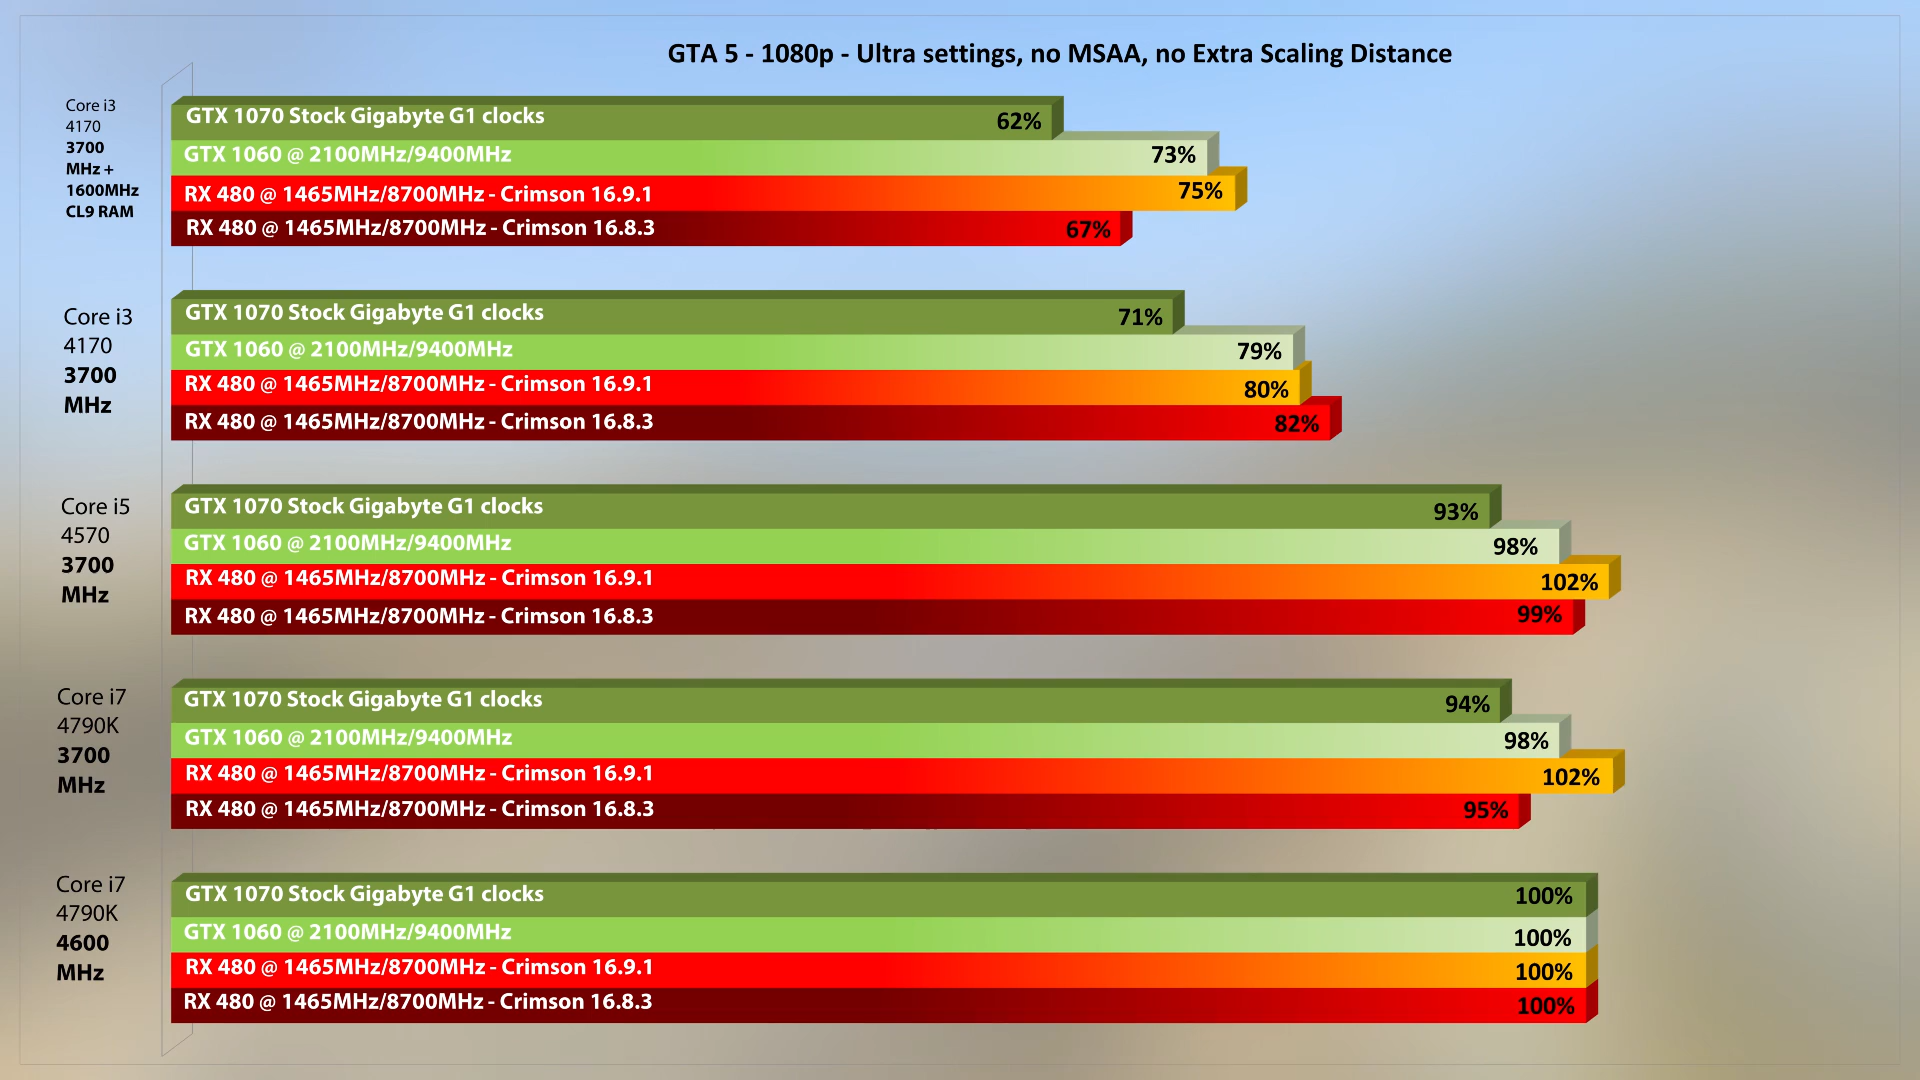 GTA 5 - 1080p - Ultra settings, no MSAA, no Extra Scaling Distance
Core i3
4170
3700
MHz +
1600MHz
CL9 RAM
GTX 1070 Stock Gigabyte G1 clocks 62%
GTX 1060 @ 2100MHz/9400MHz 73%
RX 480 @ 1465MHz/8700MHz - Crimson 16.9.1 75%
RX 480 @ 1465MHz/8700MHz - Crimson 16.8.3 67%
Core i3
4170
3700
MHz
GTX 1070 Stock Gigabyte G1 clocks 71%
GTX 1060 @ 2100MHz/9400MHz 79%
RX 480 @ 1465MHz/8700MHz - Crimson 16.9.1 80%
RX 480 @ 1465MHz/8700MHz - Crimson 16.8.3 82%
Core i5
4570
3700
MHz
GTX 1070 Stock Gigabyte G1 clocks 93%
GTX 1060 @ 2100MHz/9400MHz 98%
RX 480 @ 1465MHz/8700MHz - Crimson 16.9.1 102%
RX 480 @ 1465MHz/8700MHz - Crimson 16.8.3 99%
Core i7
4790K
3700
MHz
GTX 1070 Stock Gigabyte G1 clocks 94%
GTX 1060 @ 2100MHz/9400MHz 98%
RX 480 @ 1465MHz/8700MHz - Crimson 16.9.1 102%
RX 480 @ 1465MHz/8700MHz - Crimson 16.8.3 95%
Core i7
4790K
4600
MHz
GTX 1070 Stock Gigabyte G1 clocks 100%
GTX 1060 @ 2100MHz/9400MHz 100%
RX 480 @ 1465MHz/8700MHz - Crimson 16.9.1 100%
RX 480 @ 1465MHz/8700MHz - Crimson 16.8.3 100%